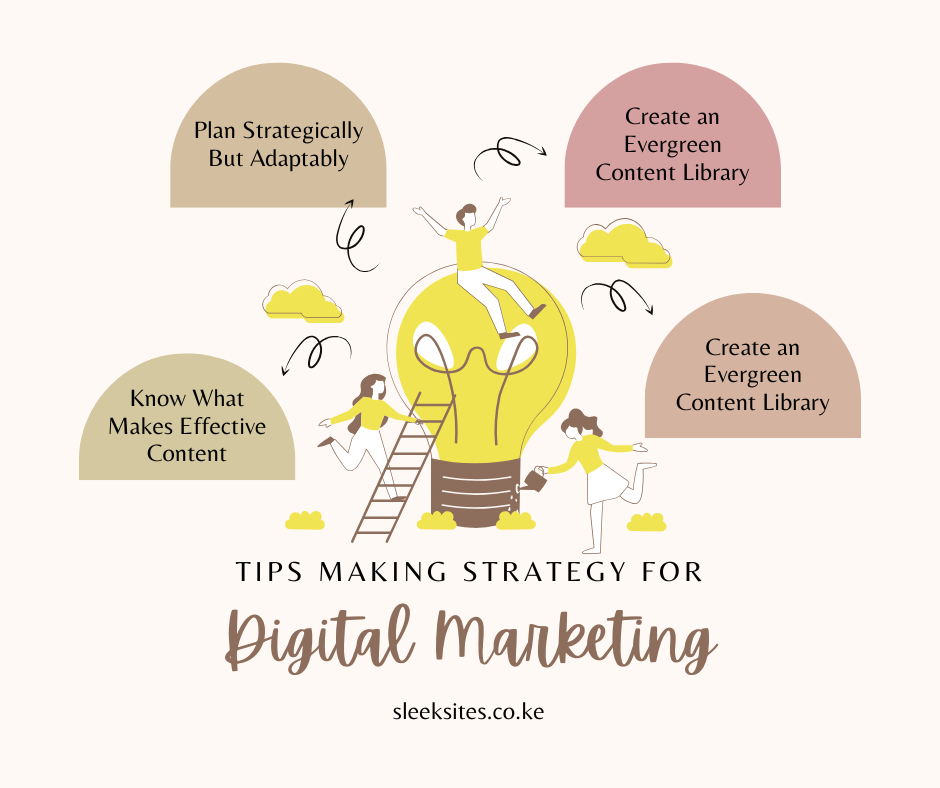 Plan Strategically
But Adaptably
Create an
Evergreen
Content Library
Create an
Evergreen
Content Library
Know What
Makes Effective
Content
TIPS MAKING STRATEGY FOR
Digital Marketing
sleeksites.co.ke